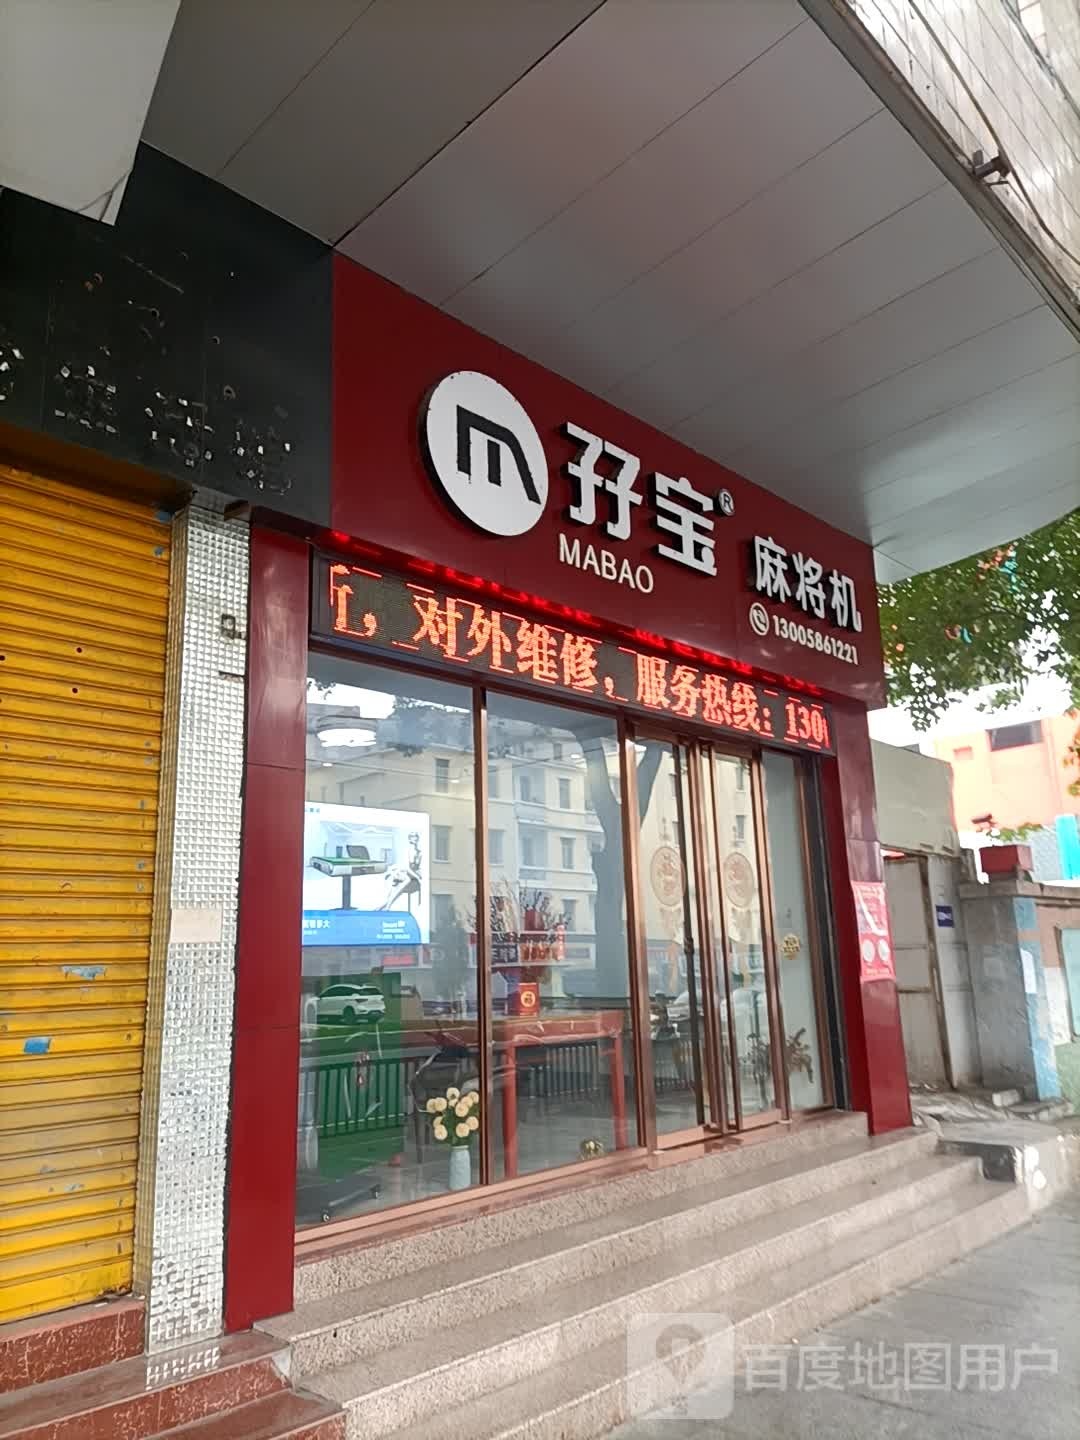 孖宝®
MABAO
麻将机
13005861221
对外维修，服务热线：130
百度地图用户